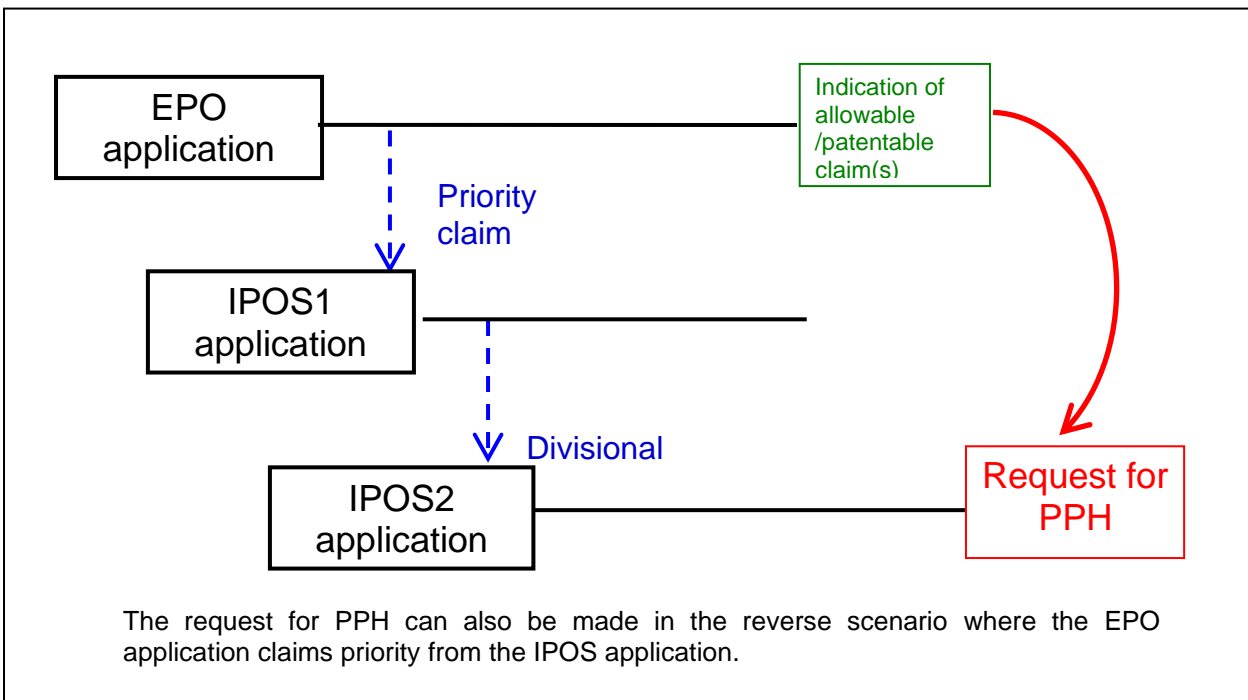 EPO
application
Indication of
allowable
/patentable
claim(s)
Priority
claim
IPOS1
application
Divisional
IPOS2
application
Request for
PPH
The request for PPH can also be made in the reverse scenario where the EPO
application claims priority from the IPOS application.